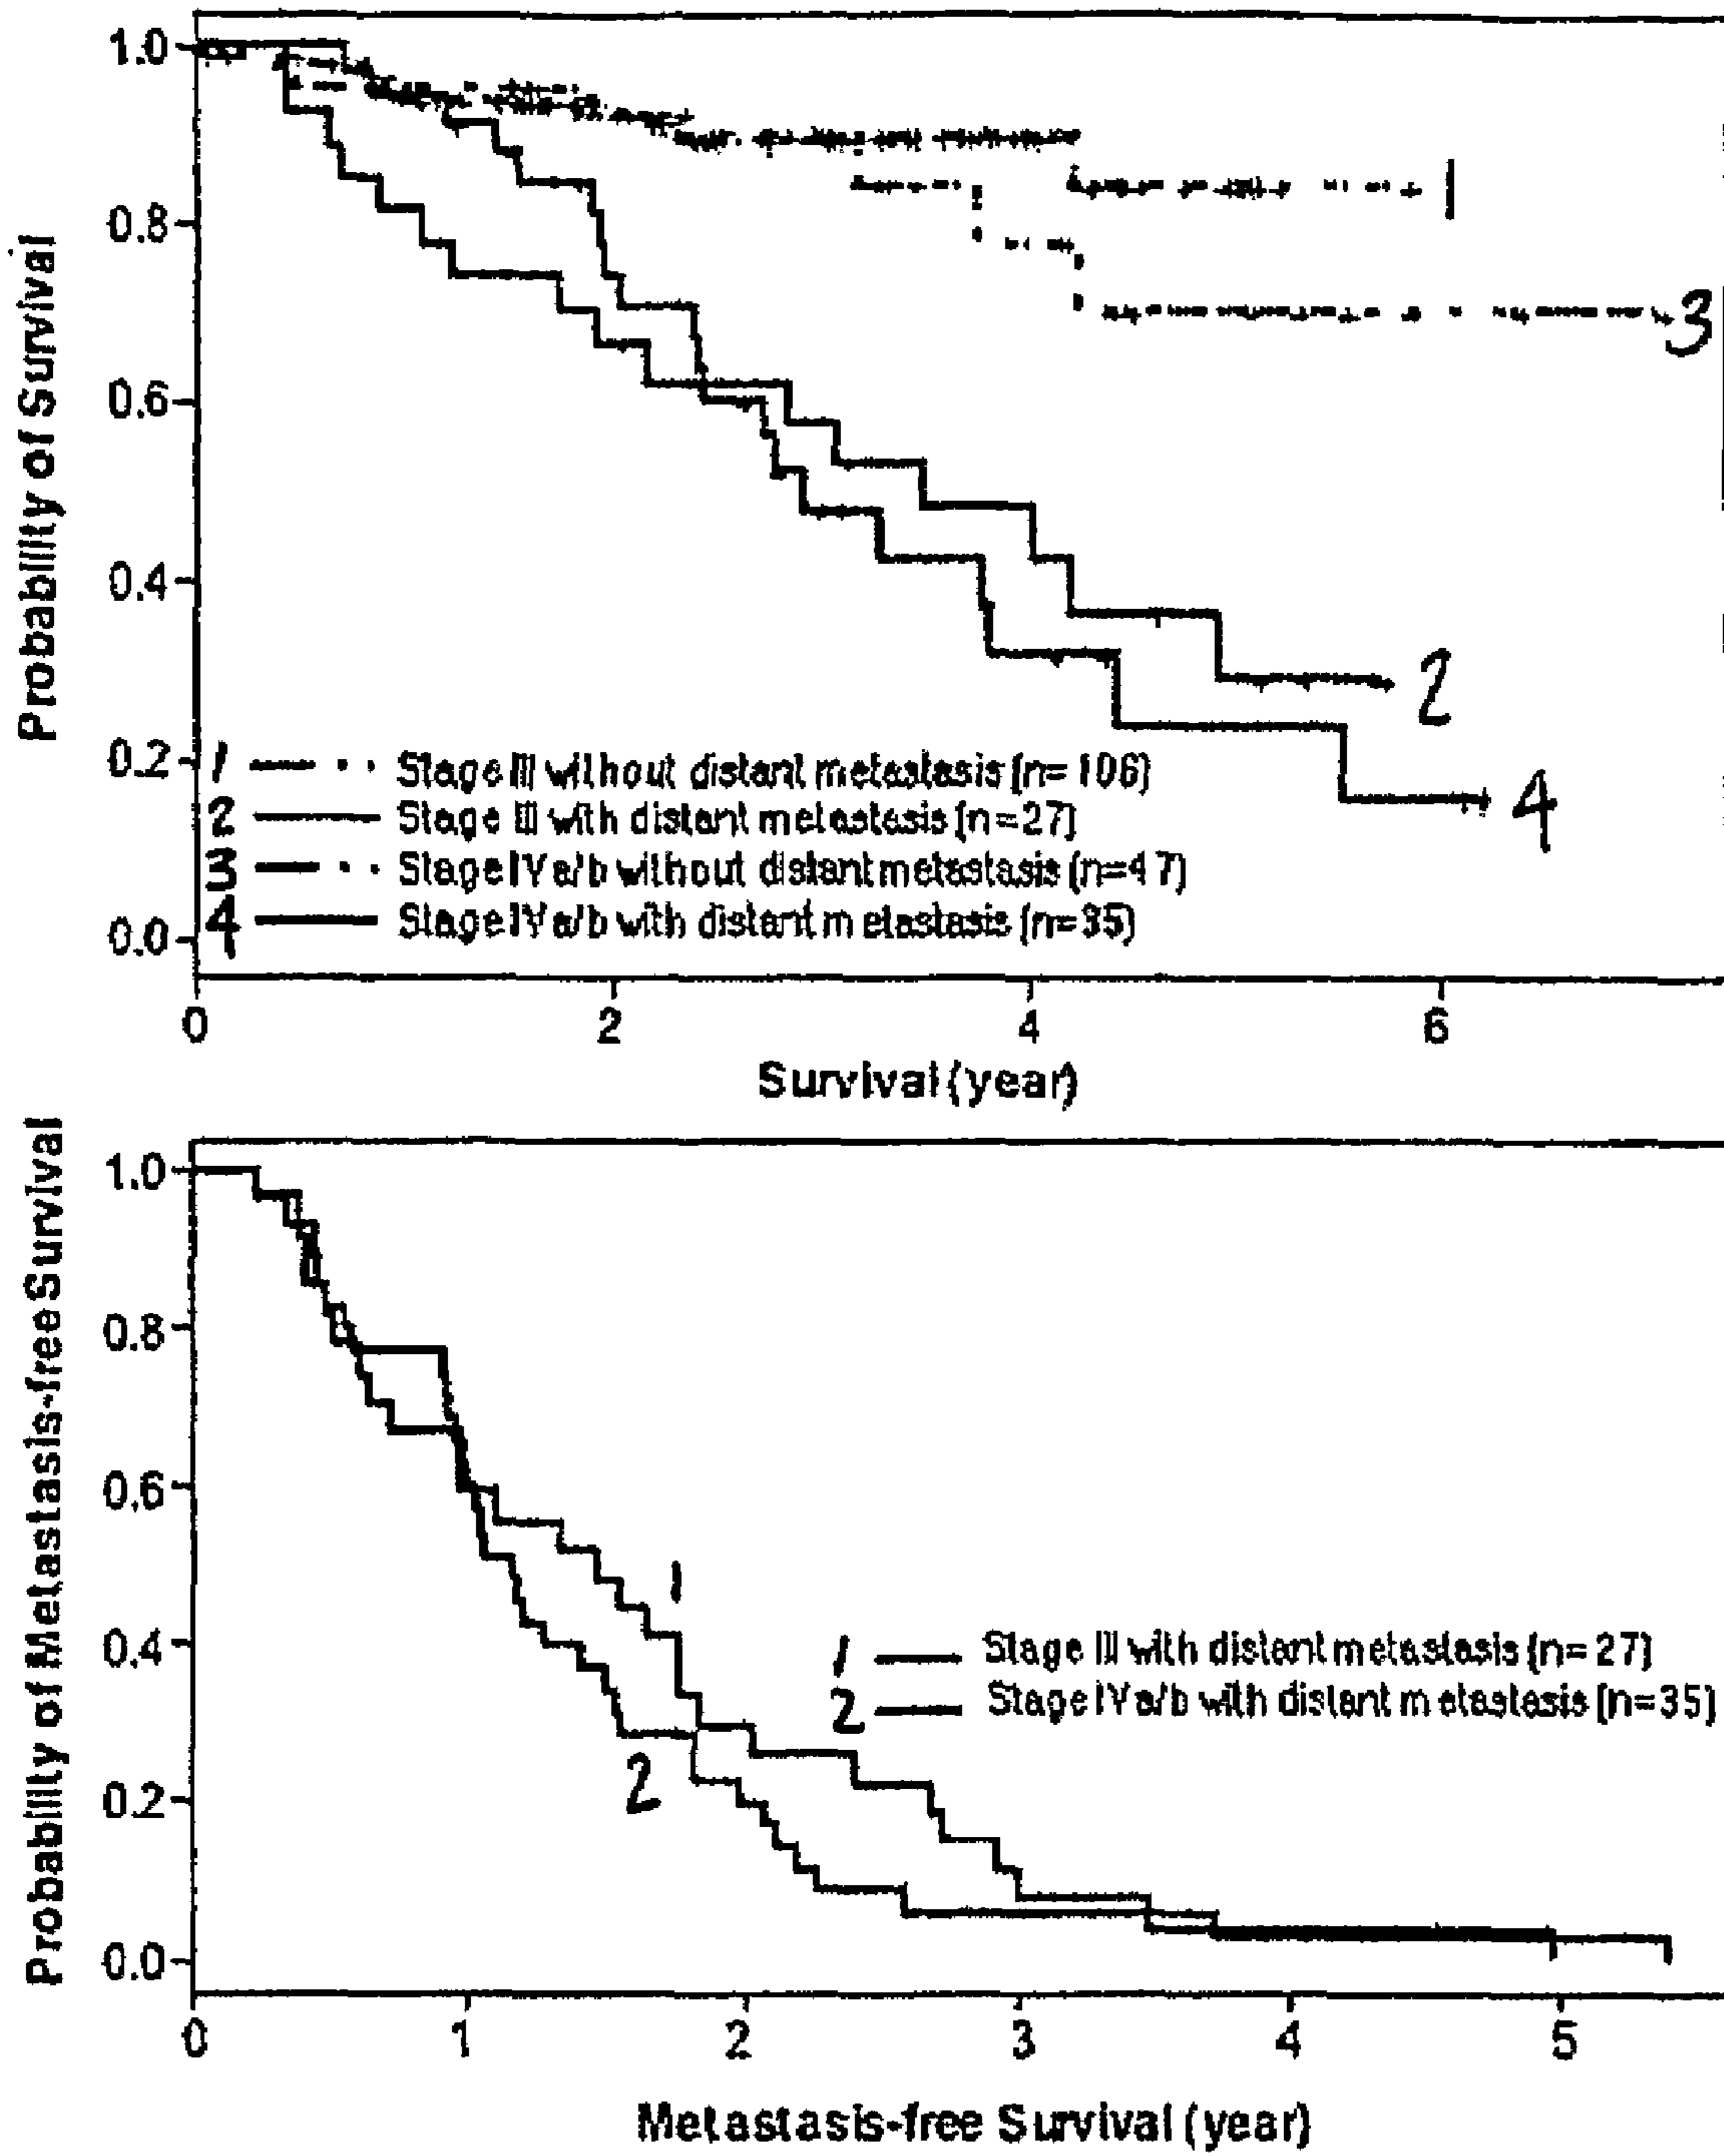 1.0
0.8
0.6
0.4
0.2
0.0
Probability of Survival
1
3
2
4
1 Stage III without distant metastasis (n=106)
2 Stage III with distant metastasis (n=27)
3 Stage IVa/b without distant metastasis (n=47)
4 Stage IVa/b with distant metastasis (n=35)
0 2 4 6
Survival (year)
1.0
0.8
0.6
0.4
0.2
0.0
Probability of Metastasis-free Survival
1
2
1 Stage III with distant metastasis (n=27)
2 Stage IVa/b with distant metastasis (n=35)
0 1 2 3 4 5
Metastasis-free Survival (year)